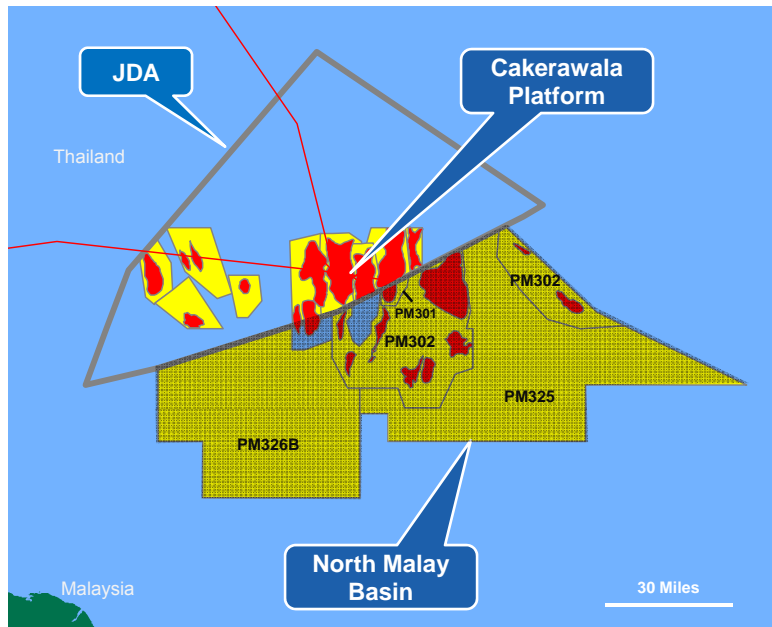 JDA
Cakerawala
Platform
Thailand
PM302
PM301
PM302
PM325
PM326B
North Malay
Basin
Malaysia
30 Miles